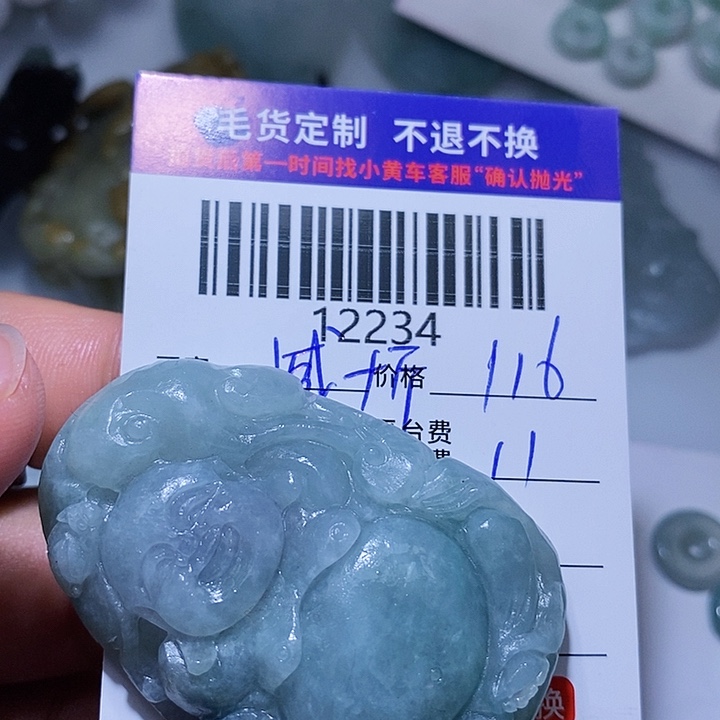 毛货定制 不退不换
第一时间找小黄车客服“确认抛光”
12234
价格 116
台费 11
换